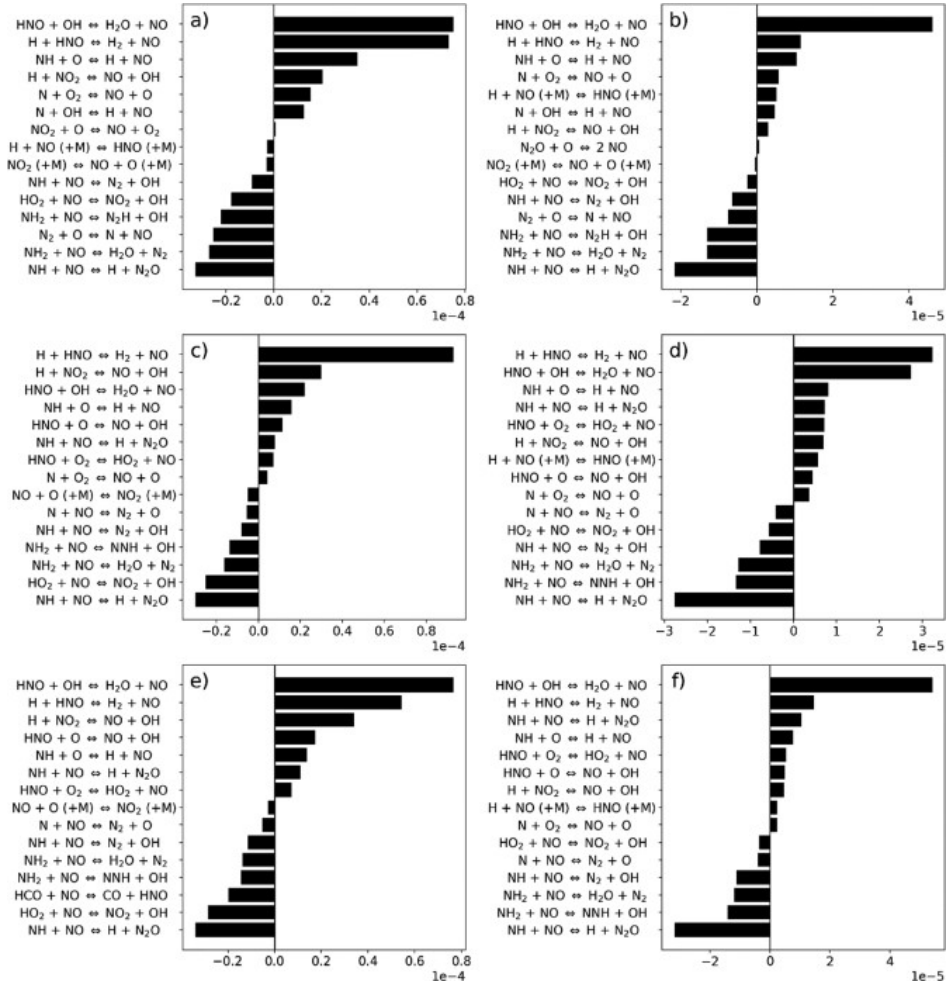 a)
HNO + OH ⇔ H₂O + NO
H + HNO ⇔ H₂ + NO
NH + O ⇔ H + NO
H + NO₂ ⇔ NO + OH
N + O₂ ⇔ NO + O
N + OH ⇔ H + NO
NO₂ + O ⇔ NO + O₂
H + NO (+M) ⇔ HNO (+M)
NO₂ (+M) ⇔ NO + O (+M)
NH + NO ⇔ N₂ + OH
HO₂ + NO ⇔ NO₂ + OH
NH₂ + NO ⇔ N₂H + OH
N₂ + O ⇔ N + NO
NH₂ + NO ⇔ H₂O + N₂
NH + NO ⇔ H + N₂O
−0.2 0.0 0.2 0.4 0.6 0.8
1e−4
b)
HNO + OH ⇔ H₂O + NO
H + HNO ⇔ H₂ + NO
NH + O ⇔ H + NO
N + O₂ ⇔ NO + O
H + NO (+M) ⇔ HNO (+M)
N + OH ⇔ H + NO
H + NO₂ ⇔ NO + OH
N₂O + O ⇔ 2 NO
NO₂ (+M) ⇔ NO + O (+M)
HO₂ + NO ⇔ NO₂ + OH
NH + NO ⇔ N₂ + OH
N₂ + O ⇔ N + NO
NH₂ + NO ⇔ N₂H + OH
NH₂ + NO ⇔ H₂O + N₂
NH + NO ⇔ H + N₂O
−2 0 2 4
1e−5
c)
H + HNO ⇔ H₂ + NO
H + NO₂ ⇔ NO + OH
HNO + OH ⇔ H₂O + NO
NH + O ⇔ H + NO
HNO + O ⇔ NO + OH
NH + NO ⇔ H + N₂O
HNO + O₂ ⇔ HO₂ + NO
N + O₂ ⇔ NO + O
NO + O (+M) ⇔ NO₂ (+M)
N + NO ⇔ N₂ + O
NH + NO ⇔ N₂ + OH
NH₂ + NO ⇔ NNH + OH
NH₂ + NO ⇔ H₂O + N₂
HO₂ + NO ⇔ NO₂ + OH
NH + NO ⇔ H + N₂O
−0.2 0.0 0.2 0.4 0.6 0.8
1e−4
d)
H + HNO ⇔ H₂ + NO
HNO + OH ⇔ H₂O + NO
NH + O ⇔ H + NO
NH + NO ⇔ H + N₂O
HNO + O₂ ⇔ HO₂ + NO
H + NO₂ ⇔ NO + OH
H + NO (+M) ⇔ HNO (+M)
HNO + O ⇔ NO + OH
N + O₂ ⇔ NO + O
N + NO ⇔ N₂ + O
HO₂ + NO ⇔ NO₂ + OH
NH + NO ⇔ N₂ + OH
NH₂ + NO ⇔ H₂O + N₂
NH₂ + NO ⇔ NNH + OH
NH + NO ⇔ H + N₂O
−3 −2 −1 0 1 2 3
1e−5
e)
HNO + OH ⇔ H₂O + NO
H + HNO ⇔ H₂ + NO
H + NO₂ ⇔ NO + OH
HNO + O ⇔ NO + OH
NH + O ⇔ H + NO
NH + NO ⇔ H + N₂O
HNO + O₂ ⇔ HO₂ + NO
NO + O (+M) ⇔ NO₂ (+M)
N + NO ⇔ N₂ + O
NH + NO ⇔ N₂ + OH
NH₂ + NO ⇔ H₂O + N₂
NH₂ + NO ⇔ NNH + OH
HCO + NO ⇔ CO + HNO
HO₂ + NO ⇔ NO₂ + OH
NH + NO ⇔ H + N₂O
−0.2 0.0 0.2 0.4 0.6 0.8
1e−4
f)
HNO + OH ⇔ H₂O + NO
H + HNO ⇔ H₂ + NO
NH + NO ⇔ H + N₂O
NH + O ⇔ H + NO
HNO + O₂ ⇔ HO₂ + NO
HNO + O ⇔ NO + OH
H + NO₂ ⇔ NO + OH
H + NO (+M) ⇔ HNO (+M)
N + O₂ ⇔ NO + O
HO₂ + NO ⇔ NO₂ + OH
N + NO ⇔ N₂ + O
NH + NO ⇔ N₂ + OH
NH₂ + NO ⇔ H₂O + N₂
NH₂ + NO ⇔ NNH + OH
NH + NO ⇔ H + N₂O
−2 0 2 4
1e−5